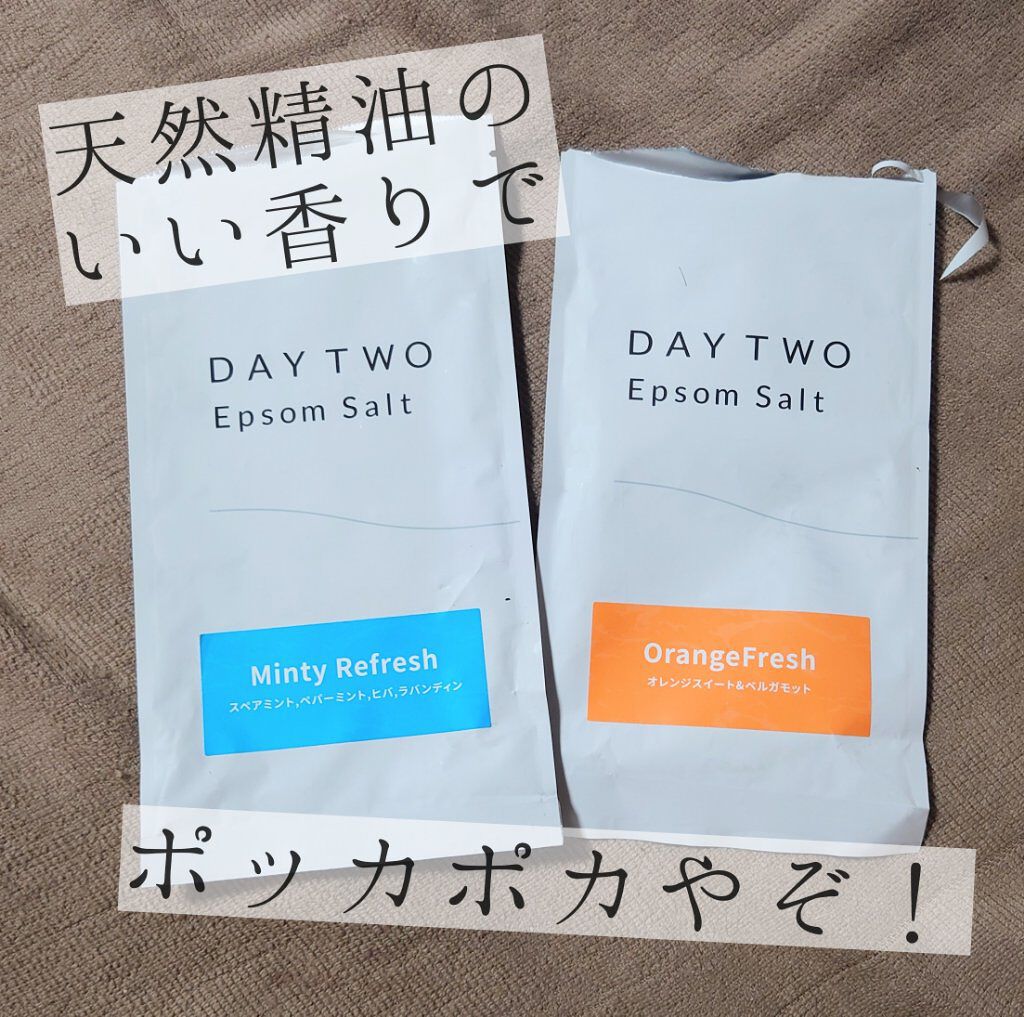 天然精油の
いい香りで
DAY TWO
Epsom Salt
Minty Refresh
スペアミント,ペパーミント,ヒバ,ラバンディン
DAY TWO
Epsom Salt
OrangeFresh
オレンジスイート&ベルガモット
ポッカポカやぞ!